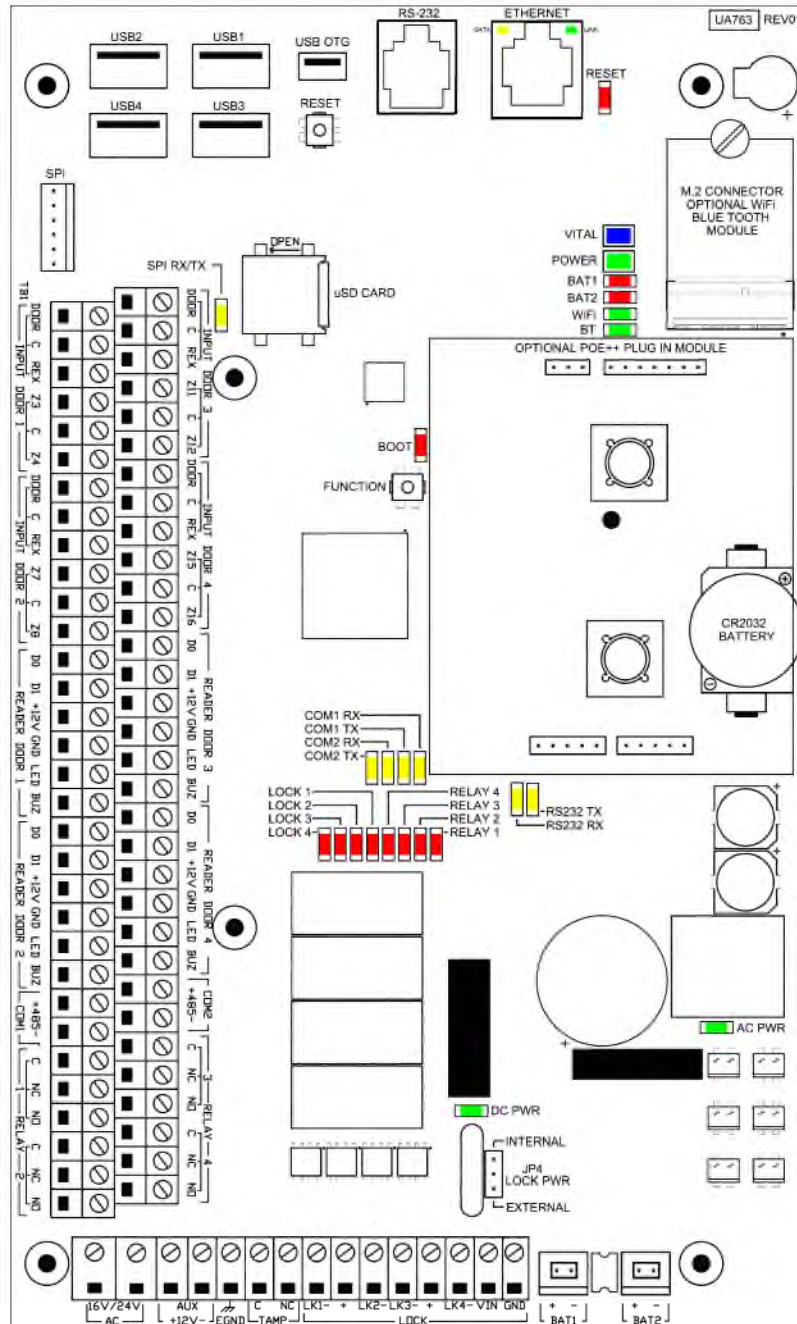 UA763 REV0
RS-232
ETHERNET
DATA
LINK
USB2
USB1
USB OTG
RESET
USB4
USB3
RESET
SPI
M.2 CONNECTOR
OPTIONAL WiFi
BLUE TOOTH
MODULE
VITAL
POWER
BAT1
BAT2
WiFi
BT
SPI RX/TX
OPEN
uSD CARD
OPTIONAL POE++ PLUG IN MODULE
BOOT
FUNCTION
CR2032
BATTERY
TB1
DOOR C REX Z3 C Z4
INPUT DOOR 1
DOOR C REX Z7 C Z8
INPUT DOOR 2
D0 D1 +12V GND LED BUZ
READER DOOR 1
D0 D1 +12V GND LED BUZ
READER DOOR 2
+485-
COM1
C NC NO C NC NO
1 RELAY 2
DOOR C REX Z11 C Z12
INPUT DOOR 3
DOOR C REX Z15 C Z16
INPUT DOOR 4
D0 D1 +12V GND LED BUZ
READER DOOR 3
D0 D1 +12V GND LED BUZ
READER DOOR 4
+485-
COM2
C NC NO C NC NO
3 RELAY 4
COM1 RX
COM1 TX
COM2 RX
COM2 TX
LOCK 1
LOCK 2
LOCK 3
LOCK 4
RELAY 4
RELAY 3
RELAY 2
RELAY 1
RS232 TX
RS232 RX
AC PWR
DC PWR
INTERNAL
JP4
LOCK PWR
EXTERNAL
16V/24V
AC
AUX
+12V-
EGND
C NC
TAMP
LK1- + LK2- LK3- + LK4- VIN GND
LOCK
+ -
BAT1
+ -
BAT2